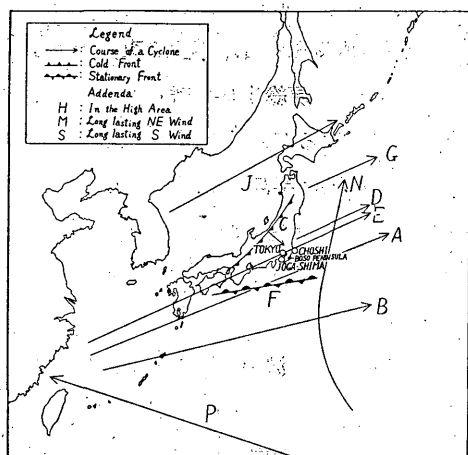 Legend
: Course of a Cyclone
: Cold Front
: Stationary Front
Addenda
H : In the High Area
M : Long lasting NE Wind
S : Long lasting S Wind
J
G
N
D
E
C
A
TOKYO
CHOSHI
BOSO PENINSULA
JOGA-SHIMA
F
B
P